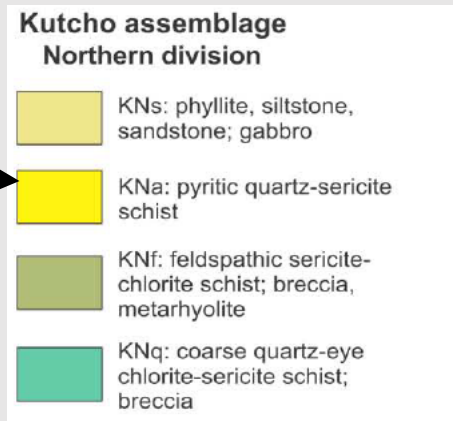 Kutcho assemblage
Northern division
KNs: phyllite, siltstone,
sandstone; gabbro
KNa: pyritic quartz-sericite
schist
KNf: feldspathic sericite-
chlorite schist; breccia,
metarhyolite
KNq: coarse quartz-eye
chlorite-sericite schist;
breccia